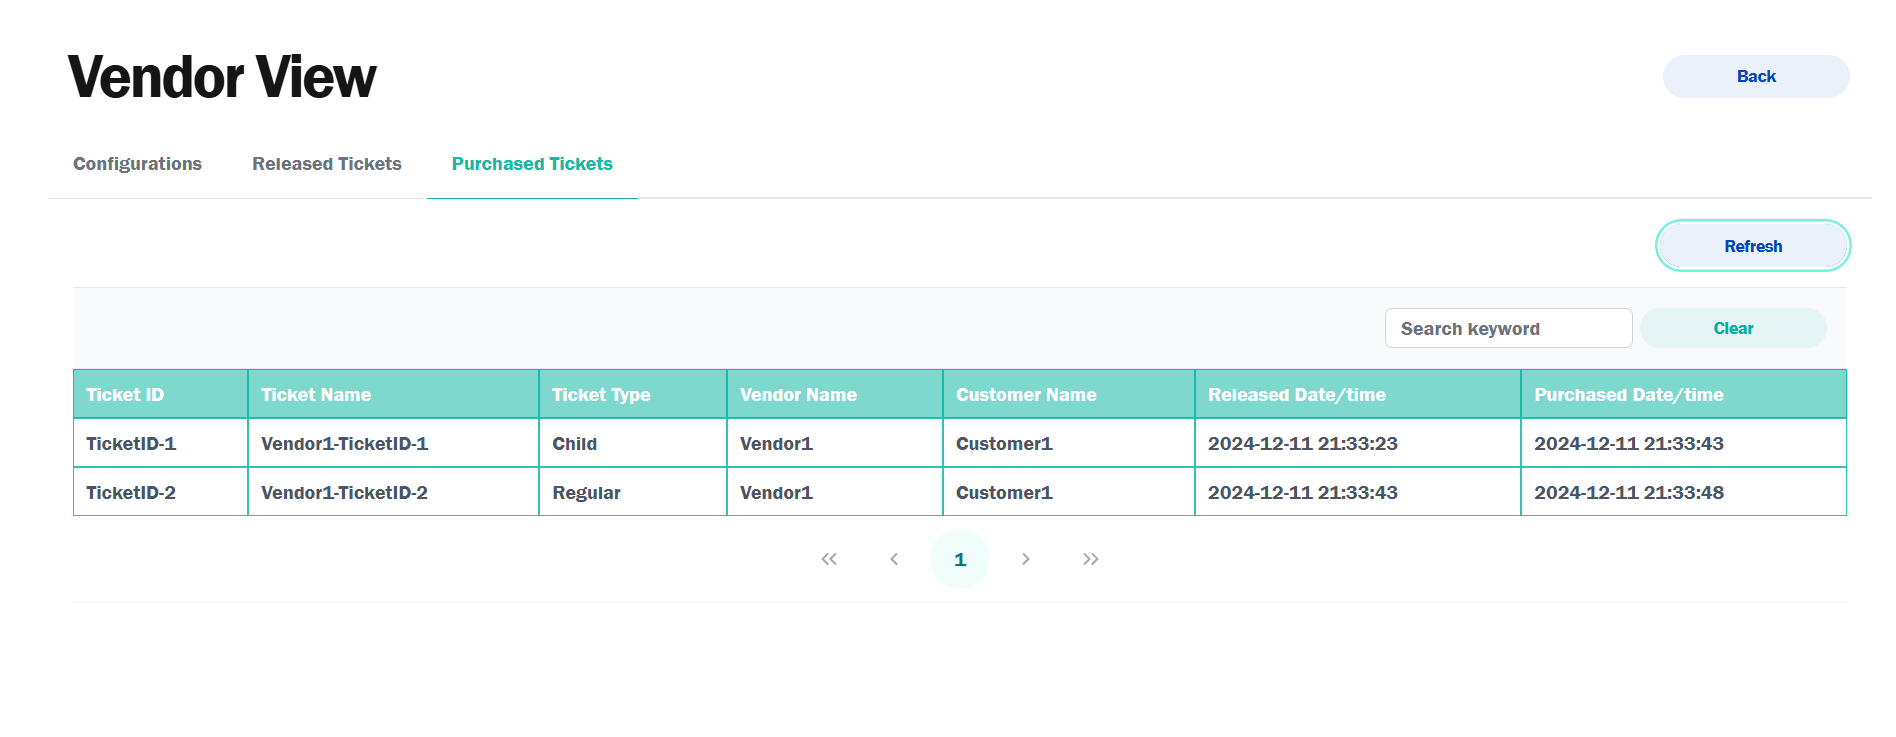 Vendor View
Back
Configurations Released Tickets Purchased Tickets
Refresh
Search keyword Clear
Ticket ID Ticket Name Ticket Type Vendor Name Customer Name Released Date/time Purchased Date/time
TicketID-1 Vendor1-TicketID-1 Child Vendor1 Customer1 2024-12-11 21:33:23 2024-12-11 21:33:43
TicketID-2 Vendor1-TicketID-2 Regular Vendor1 Customer1 2024-12-11 21:33:43 2024-12-11 21:33:48
1